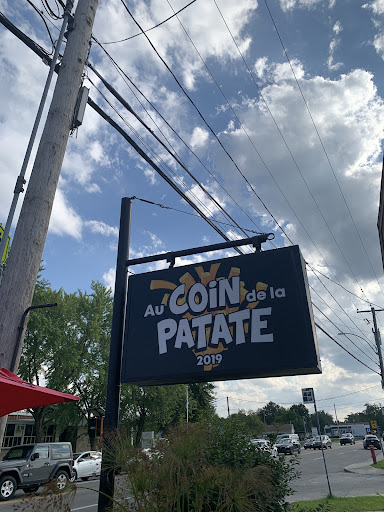 Au COiN de la
PATATE
2019